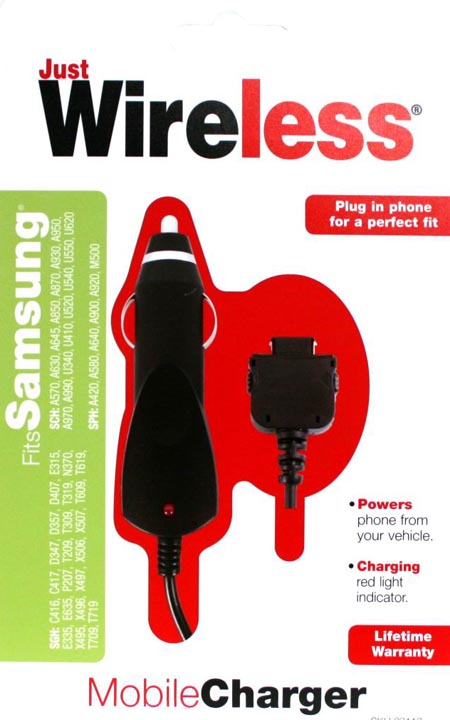 Just
Wireless®
Plug in phone
for a perfect fit
Fits Samsung®
SCH: A570, A630, A645, A850, A870, A930, A950,
A970, A990, U340, U410, U520, U540, U550, U620
SPH: A420, A580, A640, A900, A920, M500
SGH: C416, C417, D347, D357, D407, E315,
E335, E635, P207, T209, T309, T319, N370,
X495, X496, X497, X506, X507, T609, T619,
T709, T719
• Powers
phone from
your vehicle.
• Charging
red light
indicator.
Lifetime
Warranty
MobileCharger